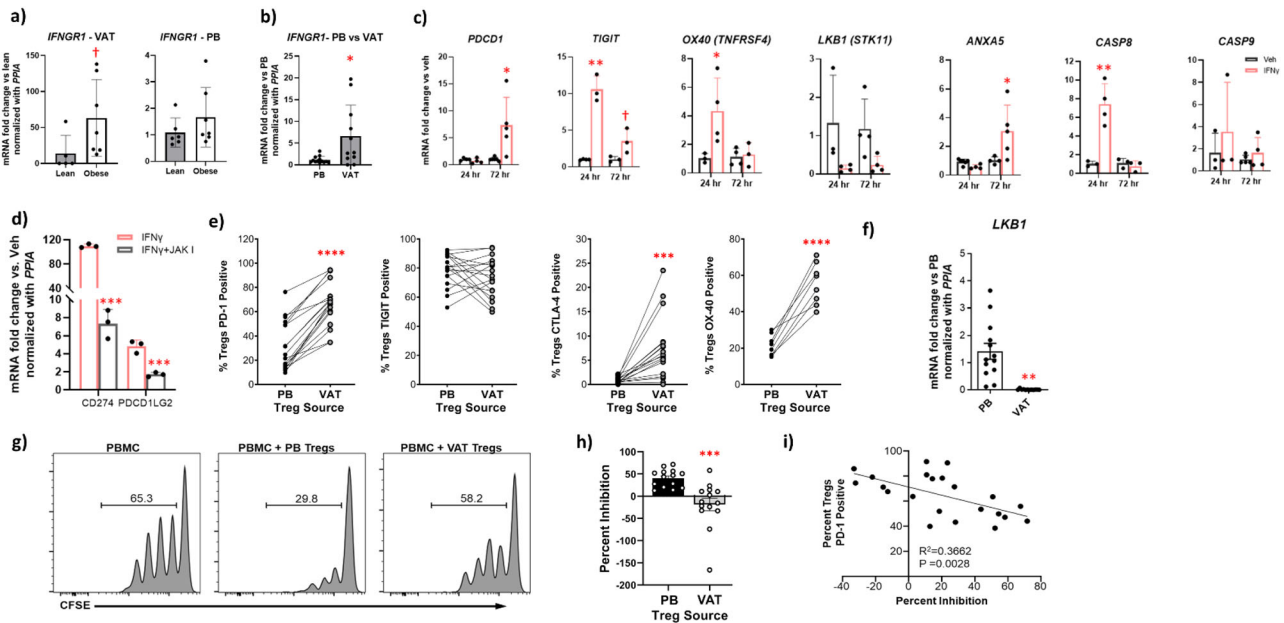 a)
IFNGR1 - VAT
mRNA fold change vs lean
normalized with PPIA
150
100
50
0
†
Lean
Obese
IFNGR1 - PB
4
3
2
1
0
Lean
Obese
b)
IFNGR1- PB vs VAT
mRNA fold change vs PB
normalized with PPIA
25
20
15
10
5
0
*
PB
VAT
c)
mRNA fold change vs veh
PDCD1
15
10
5
0
*
24 hr
72 hr
TIGIT
15
10
5
0
**
†
24 hr
72 hr
OX40 (TNFRSF4)
8
6
4
2
0
*
24 hr
72 hr
LKB1 (STK11)
3
2
1
0
24 hr
72 hr
ANXA5
8
6
4
2
0
*
24 hr
72 hr
CASP8
10
8
6
4
2
0
**
24 hr
72 hr
CASP9
10
8
6
4
2
0
24 hr
72 hr
Veh
IFNγ
d)
mRNA fold change vs. Veh
normalized with PPIA
120
80
40
10
8
6
4
2
0
IFNγ
IFNγ+JAK I
***
***
CD274
PDCD1LG2
e)
% Tregs PD-1 Positive
100
80
60
40
20
0
****
PB
VAT
Treg Source
% Tregs TIGIT Positive
100
80
60
40
20
0
PB
VAT
Treg Source
% Tregs CTLA-4 Positive
30
20
10
0
***
PB
VAT
Treg Source
% Tregs OX-40 Positive
80
60
40
20
0
****
PB
VAT
Treg Source
f)
LKB1
mRNA fold change vs PB
normalized with PPIA
5
4
3
2
1
0
**
PB
VAT
g)
PBMC
65.3
PBMC + PB Tregs
29.8
PBMC + VAT Tregs
58.2
CFSE
h)
Percent Inhibition
100
50
0
-50
-100
-150
-200
***
PB
VAT
Treg Source
i)
Percent Tregs
PD-1 Positive
100
80
60
40
20
R²=0.3662
P =0.0028
-40
-20
0
20
40
60
80
Percent Inhibition